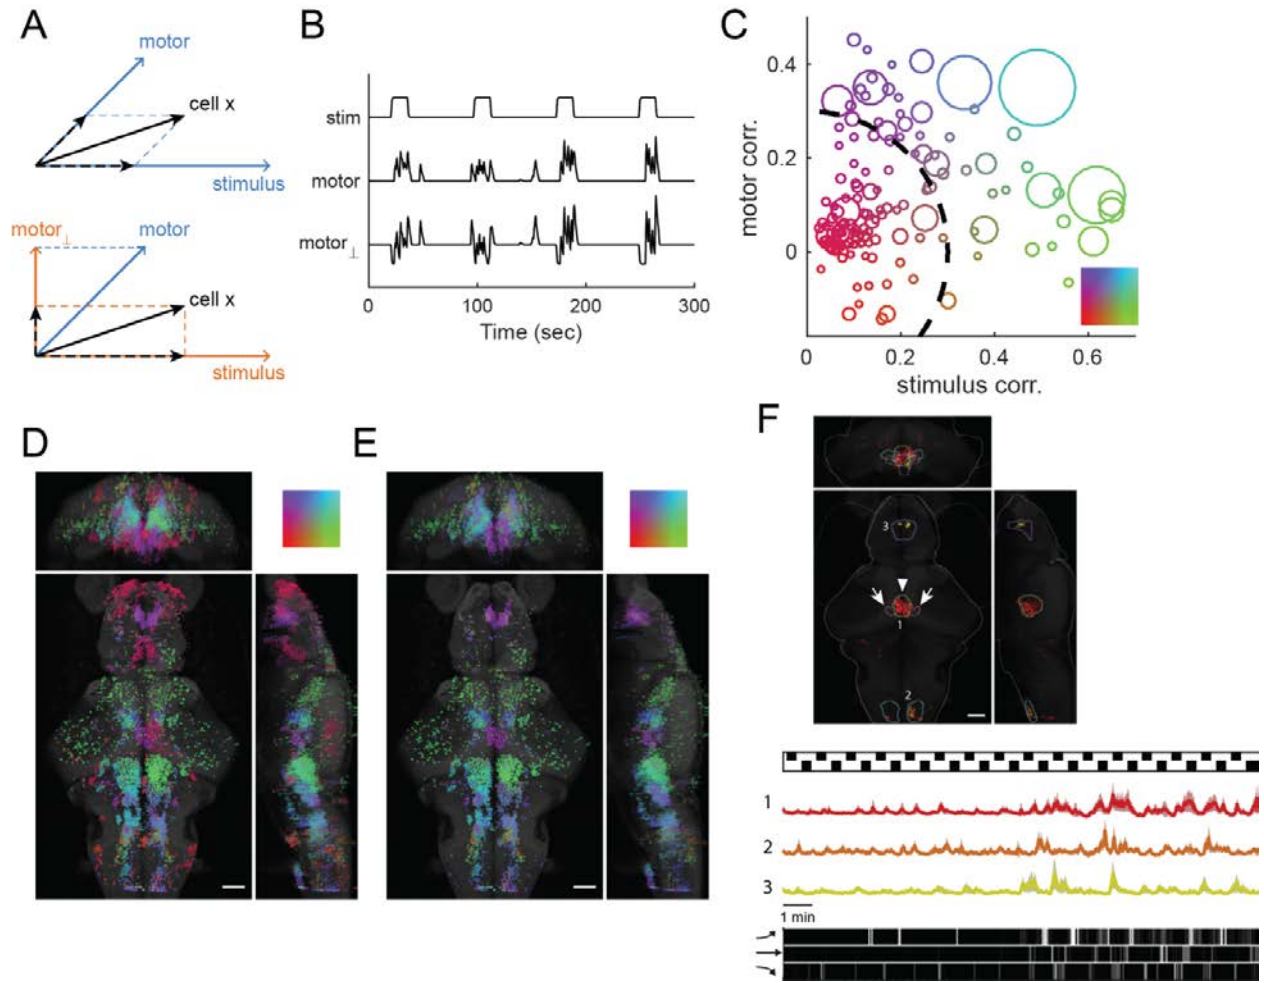 A
motor
cell x
stimulus
motor⊥
motor
cell x
stimulus
B
stim
motor
motor⊥
0
100
200
300
Time (sec)
C
motor corr.
0.4
0.2
0
0
0.2
0.4
0.6
stimulus corr.
D
E
F
3
1
2
1
2
3
1 min